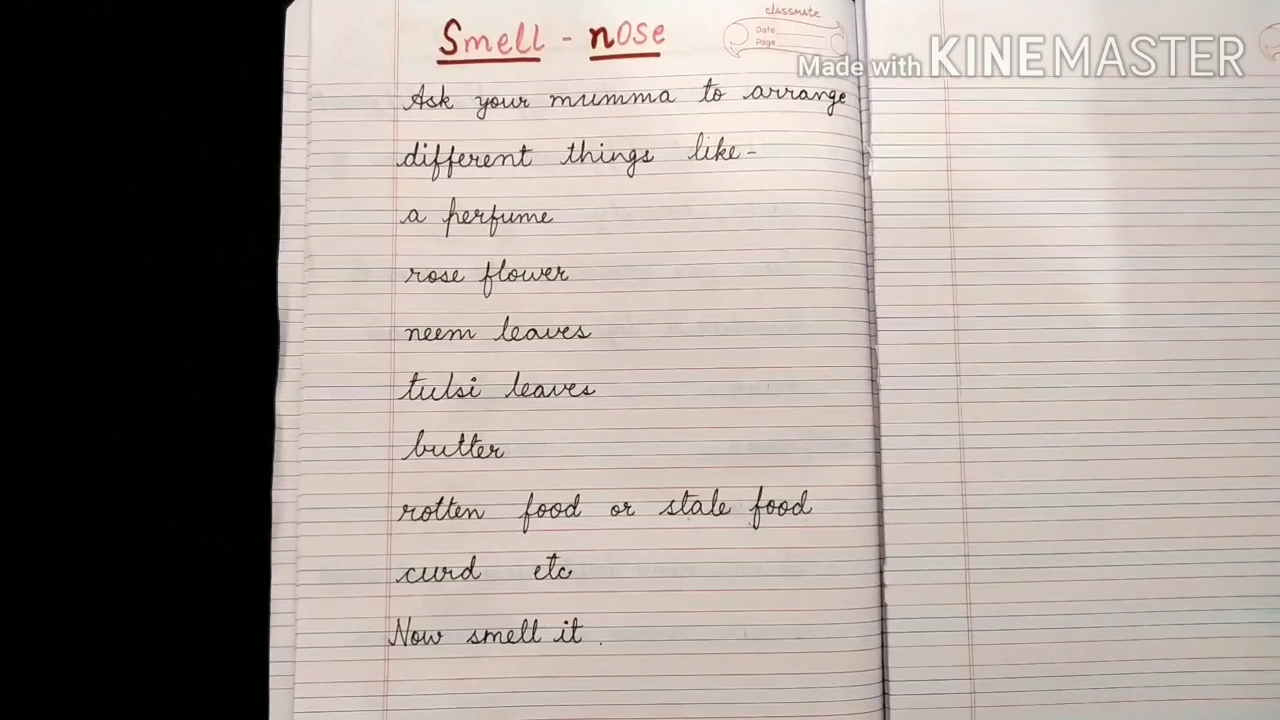 Smell - nose
classmate
Date
Page
Made with KINEMASTER
Ask your mumma to arrange
different things like-
a perfume
rose flower
neem leaves
tulsi leaves
butter
rotten food or stale food
curd etc
Now smell it .